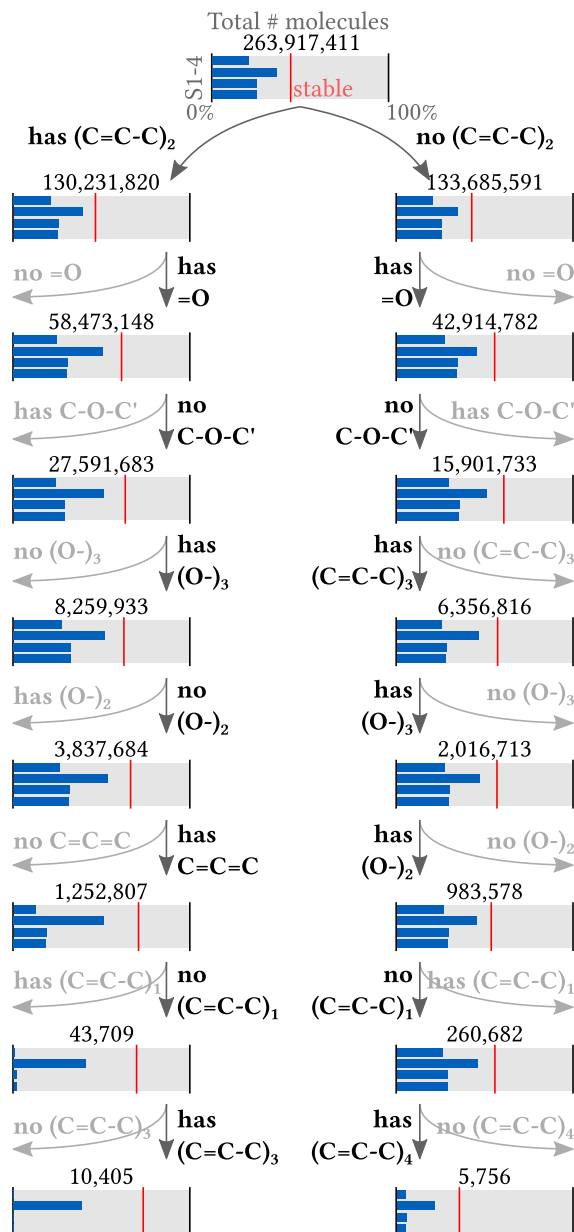 Total # molecules
263,917,411
S1-4
stable
0%
100%
has (C=C-C)₂
no (C=C-C)₂
130,231,820
133,685,591
no =O
has
=O
has
=O
no =O
58,473,148
42,914,782
has C-O-C'
no
C-O-C'
no
C-O-C'
has C-O-C'
27,591,683
15,901,733
no (O-)₃
has
(O-)₃
has
(C=C-C)₃
no (C=C-C)₃
8,259,933
6,356,816
has (O-)₂
no
(O-)₂
has
(O-)₃
no (O-)₃
3,837,684
2,016,713
no C=C=C
has
C=C=C
has
(O-)₂
no (O-)₂
1,252,807
983,578
has (C=C-C)₁
no
(C=C-C)₁
no
(C=C-C)₁
has (C=C-C)₁
43,709
260,682
no (C=C-C)₃
has
(C=C-C)₃
has
(C=C-C)₄
no (C=C-C)₄
10,405
5,756